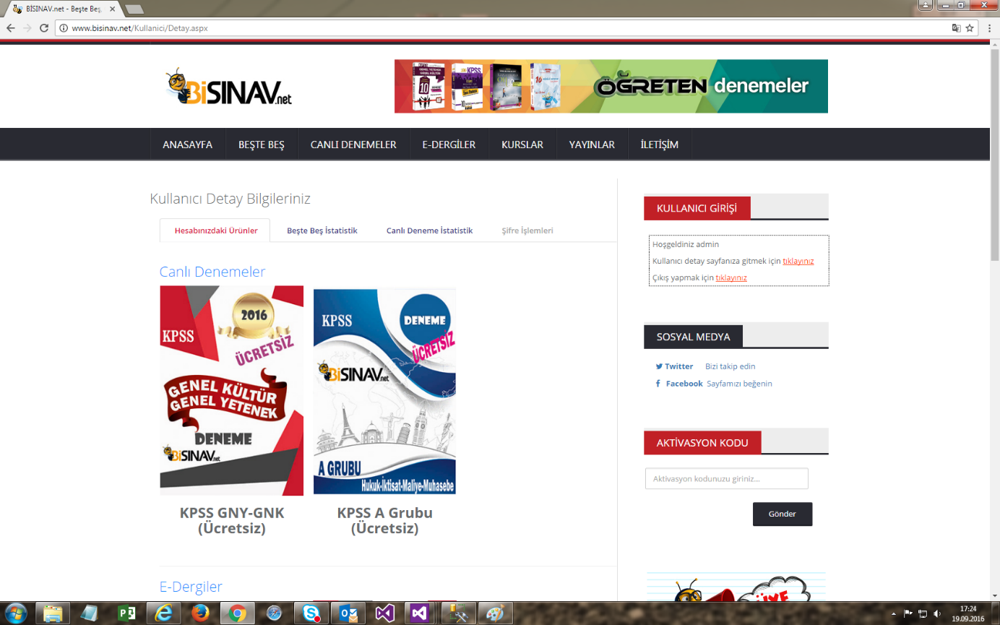 BİSINAV.net - Beşte Beş,
www.bisinav.net/Kullanici/Detay.aspx
BiSINAV.net
KPSS
ÖĞRETEN denemeler
ANASAYFA
BEŞTE BEŞ
CANLI DENEMELER
E-DERGİLER
KURSLAR
YAYINLAR
İLETİŞİM
Kullanıcı Detay Bilgileriniz
Hesabınızdaki Ürünler
Beşte Beş İstatistik
Canlı Deneme İstatistik
Şifre İşlemleri
Canlı Denemeler
2016
KPSS
ÜCRETSİZ
GENEL KÜLTÜR
GENEL YETENEK
DENEME
BiSINAV.net
KPSS GNY-GNK
(Ücretsiz)
KPSS
DENEME
ÜCRETSİZ
BiSINAV.net
A GRUBU
Hukuk-İktisat-Maliye-Muhasebe
KPSS A Grubu
(Ücretsiz)
E-Dergiler
KULLANICI GİRİŞİ
Hoşgeldiniz admin
Kullanıcı detay sayfanıza gitmek için tıklayınız
Çıkış yapmak için tıklayınız
SOSYAL MEDYA
Twitter Bizi takip edin
Facebook Sayfamızı beğenin
AKTİVASYON KODU
Aktivasyon kodunuzu giriniz...
Gönder
17:24
19.09.2016